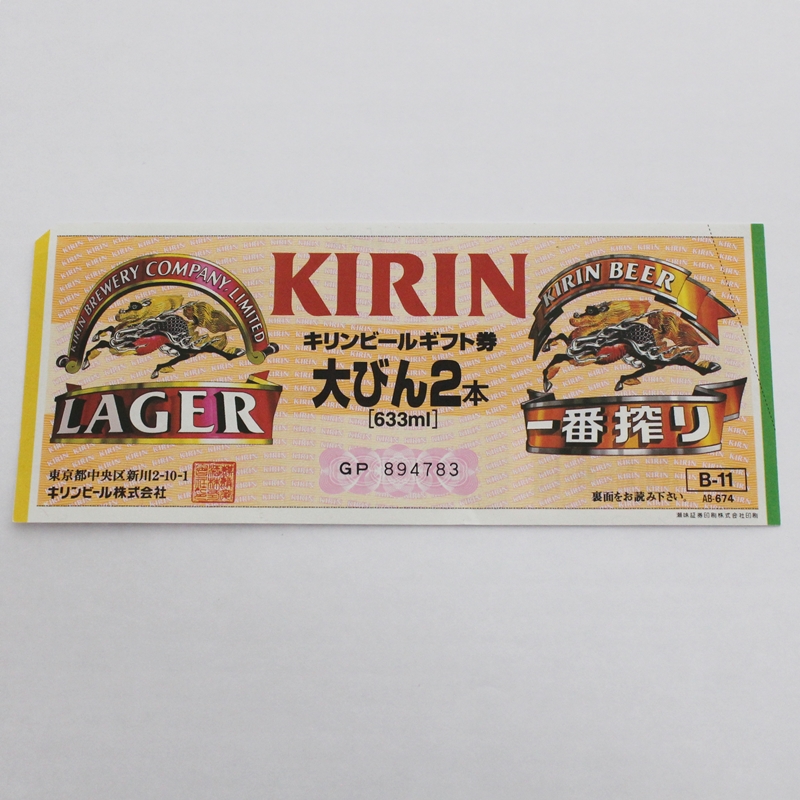 KIRIN
KIRIN BREWERY COMPANY LIMITED
LAGER
キリンビールギフト券
大びん2本
[633ml]
KIRIN BEER
一番搾り
GP 894783
東京都中央区新川2-10-1
キリンビール株式会社
裏面をお読み下さい。
B-11
AB-674